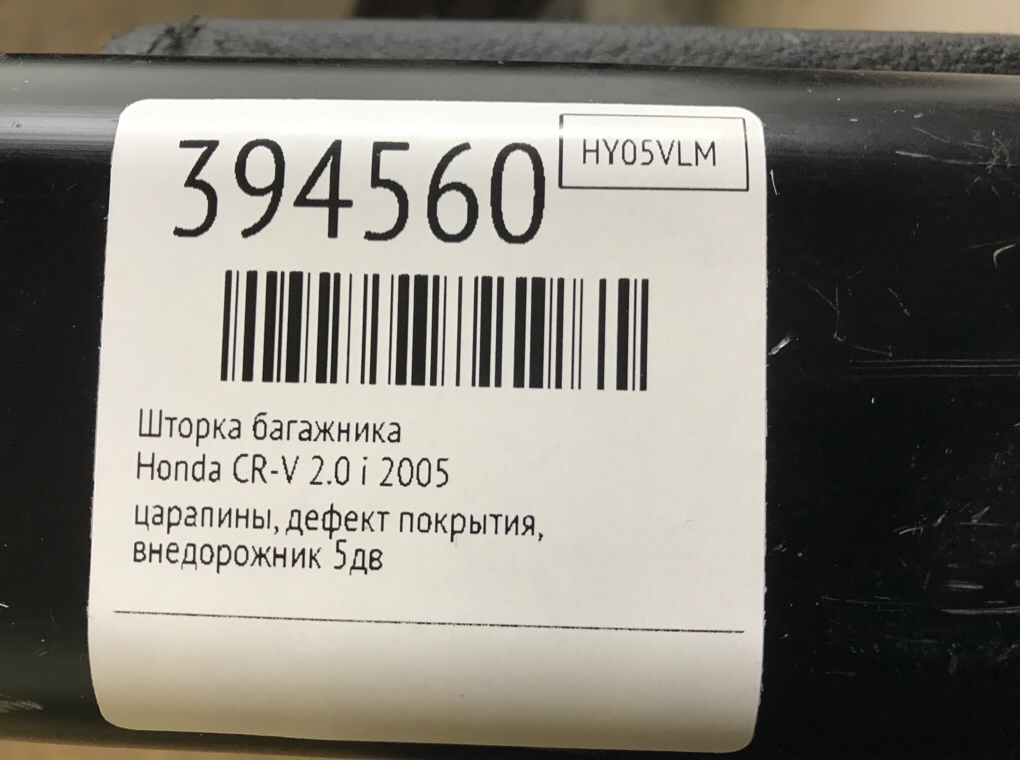 394560
HY05VLM
Шторка багажника
Honda CR-V 2.0 i 2005
царапины, дефект покрытия,
внедорожник 5дв